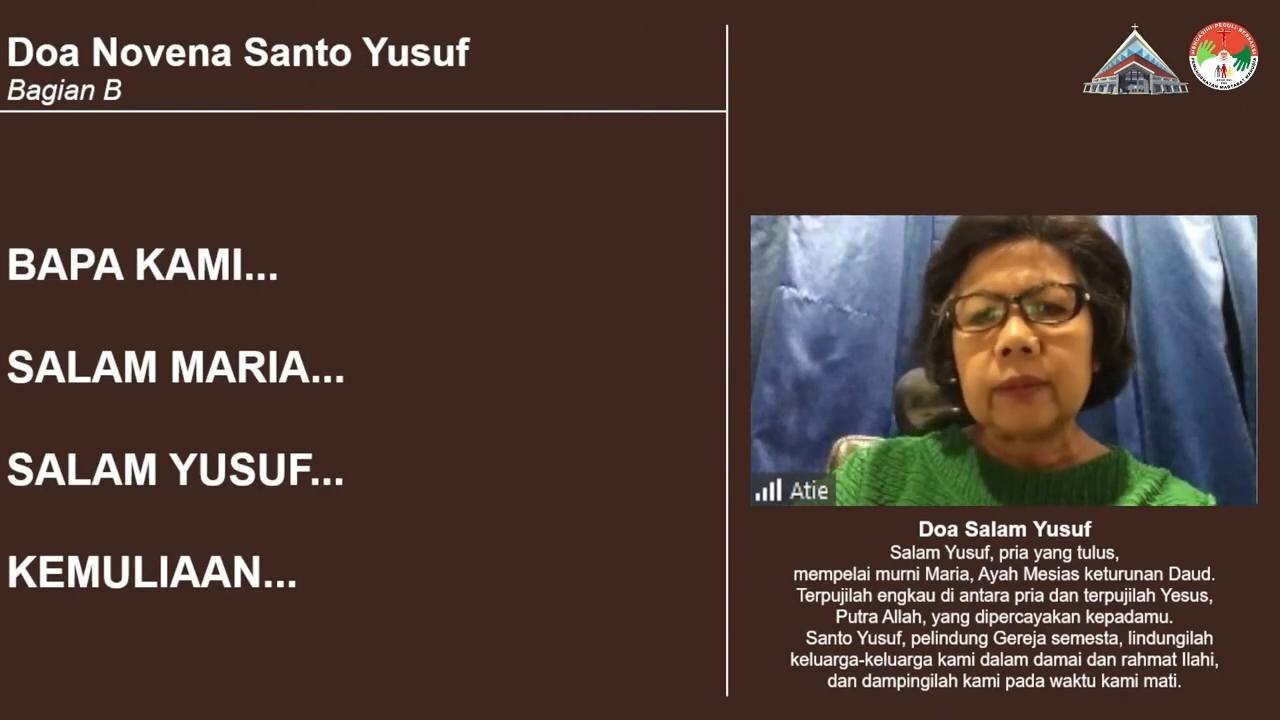 Doa Novena Santo Yusuf
Bagian B
BAPA KAMI...
SALAM MARIA...
SALAM YUSUF...
KEMULIAAN...
Atie
Doa Salam Yusuf
Salam Yusuf, pria yang tulus,
mempelai murni Maria, Ayah Mesias keturunan Daud.
Terpujilah engkau di antara pria dan terpujilah Yesus,
Putra Allah, yang dipercayakan kepadamu.
Santo Yusuf, pelindung Gereja semesta, lindungilah
keluarga-keluarga kami dalam damai dan rahmat Ilahi,
dan dampingilah kami pada waktu kami mati.